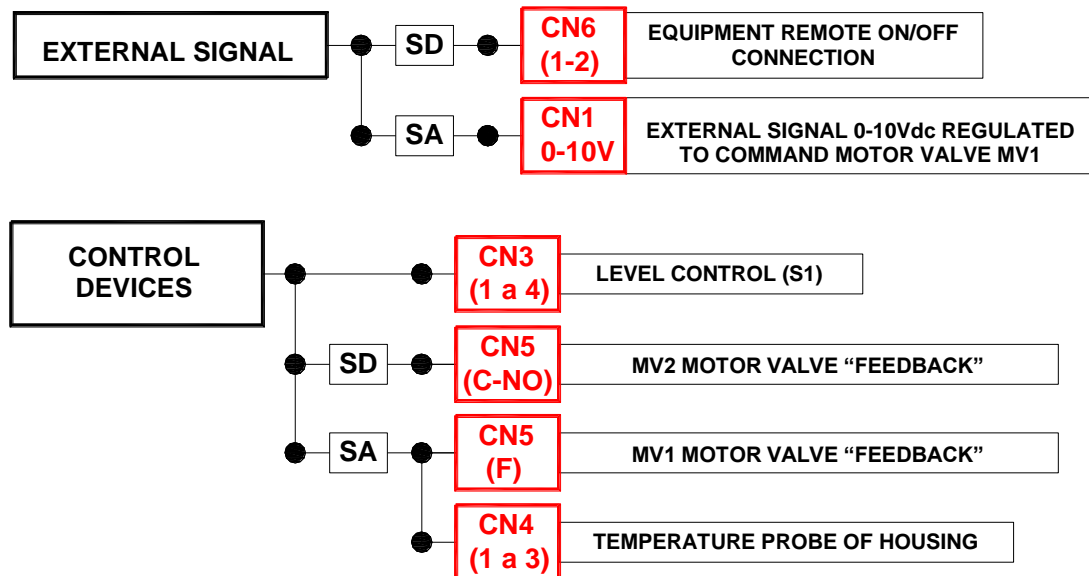 EXTERNAL SIGNAL
SD
CN6
(1-2)
EQUIPMENT REMOTE ON/OFF
CONNECTION
SA
CN1
0-10V
EXTERNAL SIGNAL 0-10Vdc REGULATED
TO COMMAND MOTOR VALVE MV1
CONTROL
DEVICES
CN3
(1 a 4)
LEVEL CONTROL (S1)
SD
CN5
(C-NO)
MV2 MOTOR VALVE “FEEDBACK”
SA
CN5
(F)
MV1 MOTOR VALVE “FEEDBACK”
CN4
(1 a 3)
TEMPERATURE PROBE OF HOUSING